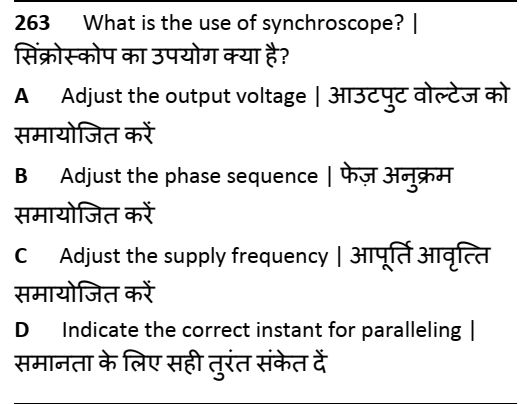 263 What is the use of synchroscope? |
सिंक्रोस्कोप का उपयोग क्या है?
A Adjust the output voltage | आउटपुट वोल्टेज को
समायोजित करें
B Adjust the phase sequence | फेज़ अनुक्रम
समायोजित करें
C Adjust the supply frequency | आपूर्ति आवृत्ति
समायोजित करें
D Indicate the correct instant for paralleling |
समानता के लिए सही तुरंत संकेत दें